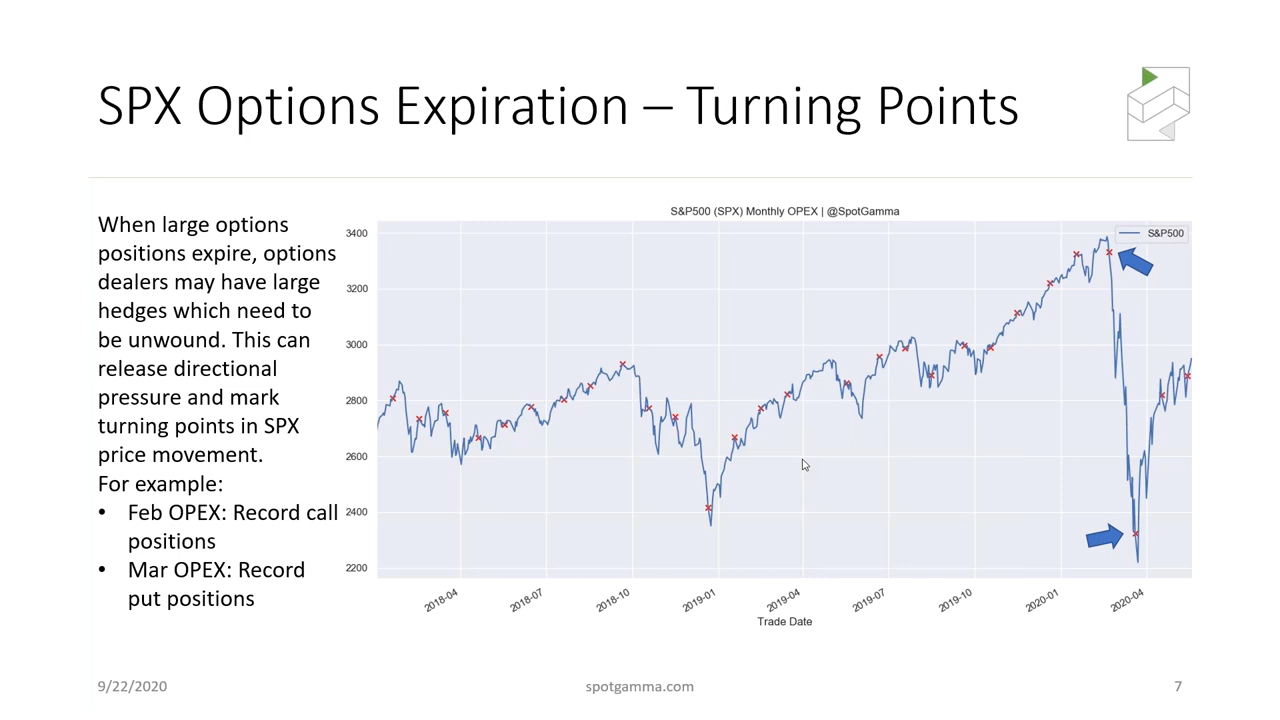 SPX Options Expiration – Turning Points
When large options
positions expire, options
dealers may have large
hedges which need to
be unwound. This can
release directional
pressure and mark
turning points in SPX
price movement.
For example:
• Feb OPEX: Record call
positions
• Mar OPEX: Record
put positions
S&P500 (SPX) Monthly OPEX | @SpotGamma
S&P500
3400
3200
3000
2800
2600
2400
2200
2018-04
2018-07
2018-10
2019-01
2019-04
2019-07
2019-10
2020-01
2020-04
Trade Date
9/22/2020
spotgamma.com
7